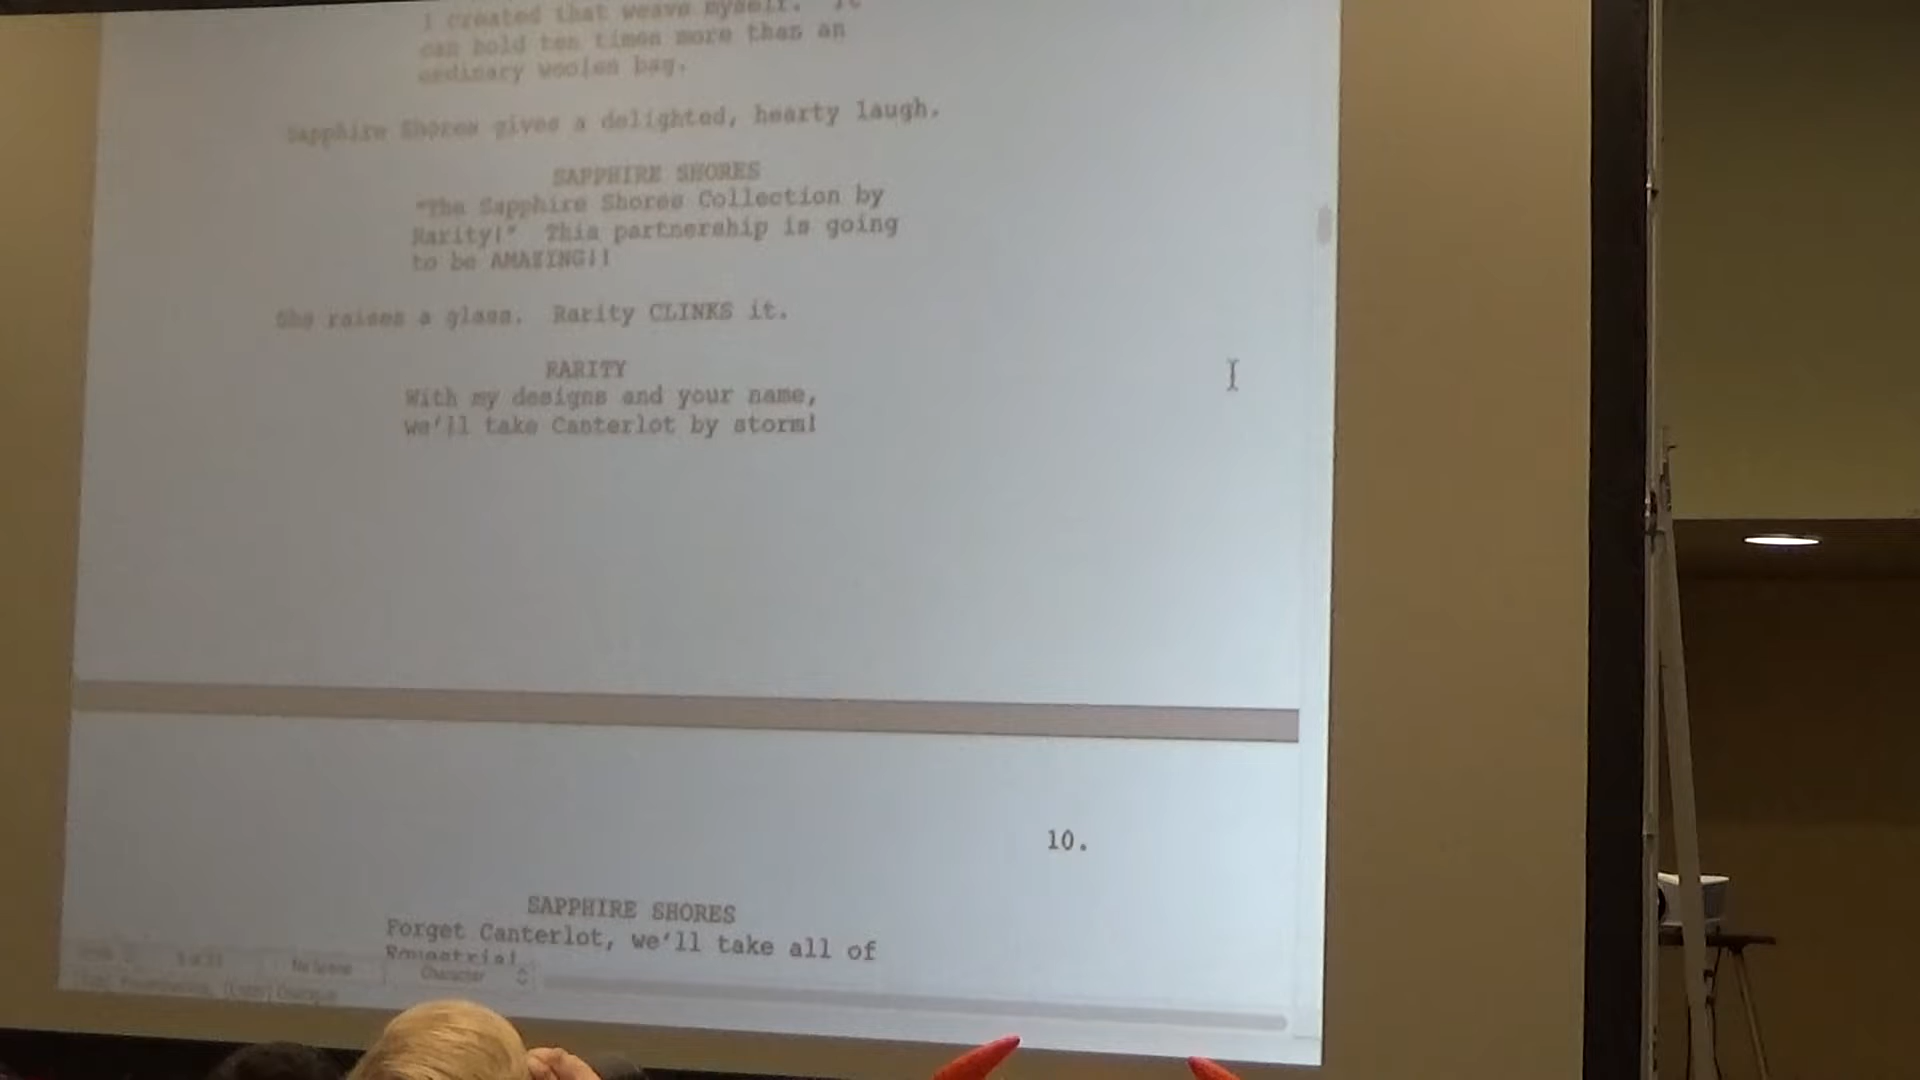 I created that weave myself. It
can hold ten times more than an
ordinary woolen bag.
Sapphire Shores gives a delighted, hearty laugh.
SAPPHIRE SHORES
"The Sapphire Shores Collection by
Rarity!" This partnership is going
to be AMAZING!!
She raises a glass. Rarity CLINKS it.
RARITY
With my designs and your name,
we'll take Canterlot by storm!
10.
SAPPHIRE SHORES
Forget Canterlot, we'll take all of
Equestria!
No Scene
Character